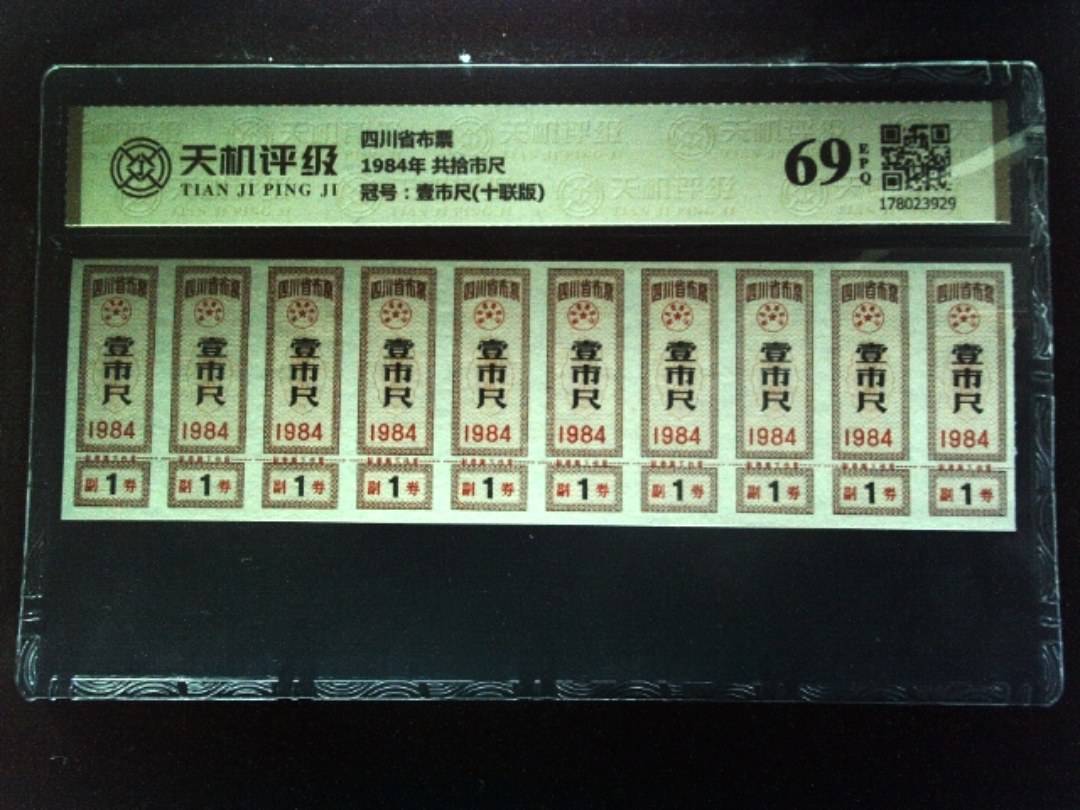 天机评级
TIAN JI PING JI
四川省布票
1984年 共拾市尺
冠号：壹市尺(十联版)
69
EPQ
178023929
四川省布票 四川省布票 四川省布票 四川省布票 四川省布票 四川省布票 四川省布票 四川省布票 四川省布票 四川省布票
壹市尺 壹市尺 壹市尺 壹市尺 壹市尺 壹市尺 壹市尺 壹市尺 壹市尺 壹市尺
1984 1984 1984 1984 1984 1984 1984 1984 1984 1984
副1券 副1券 副1券 副1券 副1券 副1券 副1券 副1券 副1券 副1券